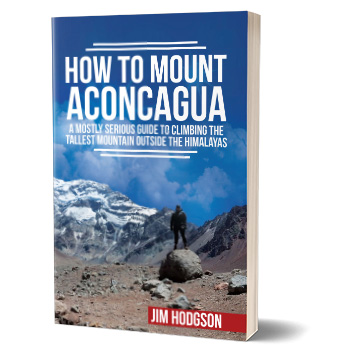 HOW TO MOUNT
ACONCAGUA
A MOSTLY SERIOUS GUIDE TO CLIMBING THE
TALLEST MOUNTAIN OUTSIDE THE HIMALAYAS
JIM HODGSON